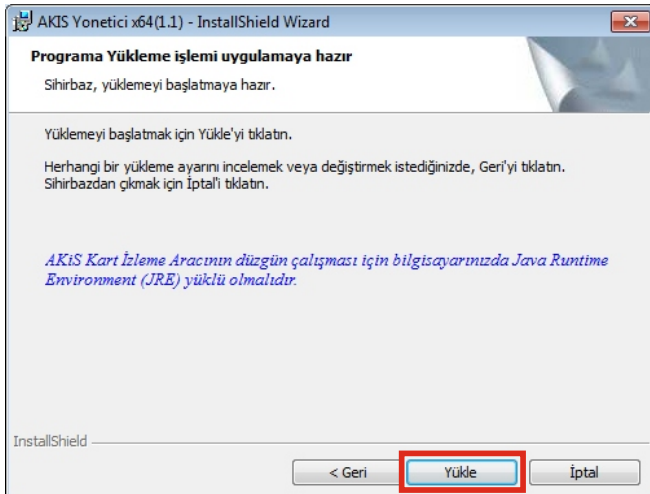 AKIS Yonetici x64(1.1) - InstallShield Wizard
Programa Yükleme işlemi uygulamaya hazır
Sihirbaz, yüklemeyi başlatmaya hazır.
Yüklemeyi başlatmak için Yükle'yi tıklatın.
Herhangi bir yükleme ayarını incelemek veya değiştirmek istediğinizde, Geri'yi tıklatın.
Sihirbazdan çıkmak için İptal'i tıklatın.
AKiS Kart İzleme Aracının düzgün çalışması için bilgisayarınızda Java Runtime
Environment (JRE) yüklü olmalıdır.
InstallShield
< Geri Yükle İptal